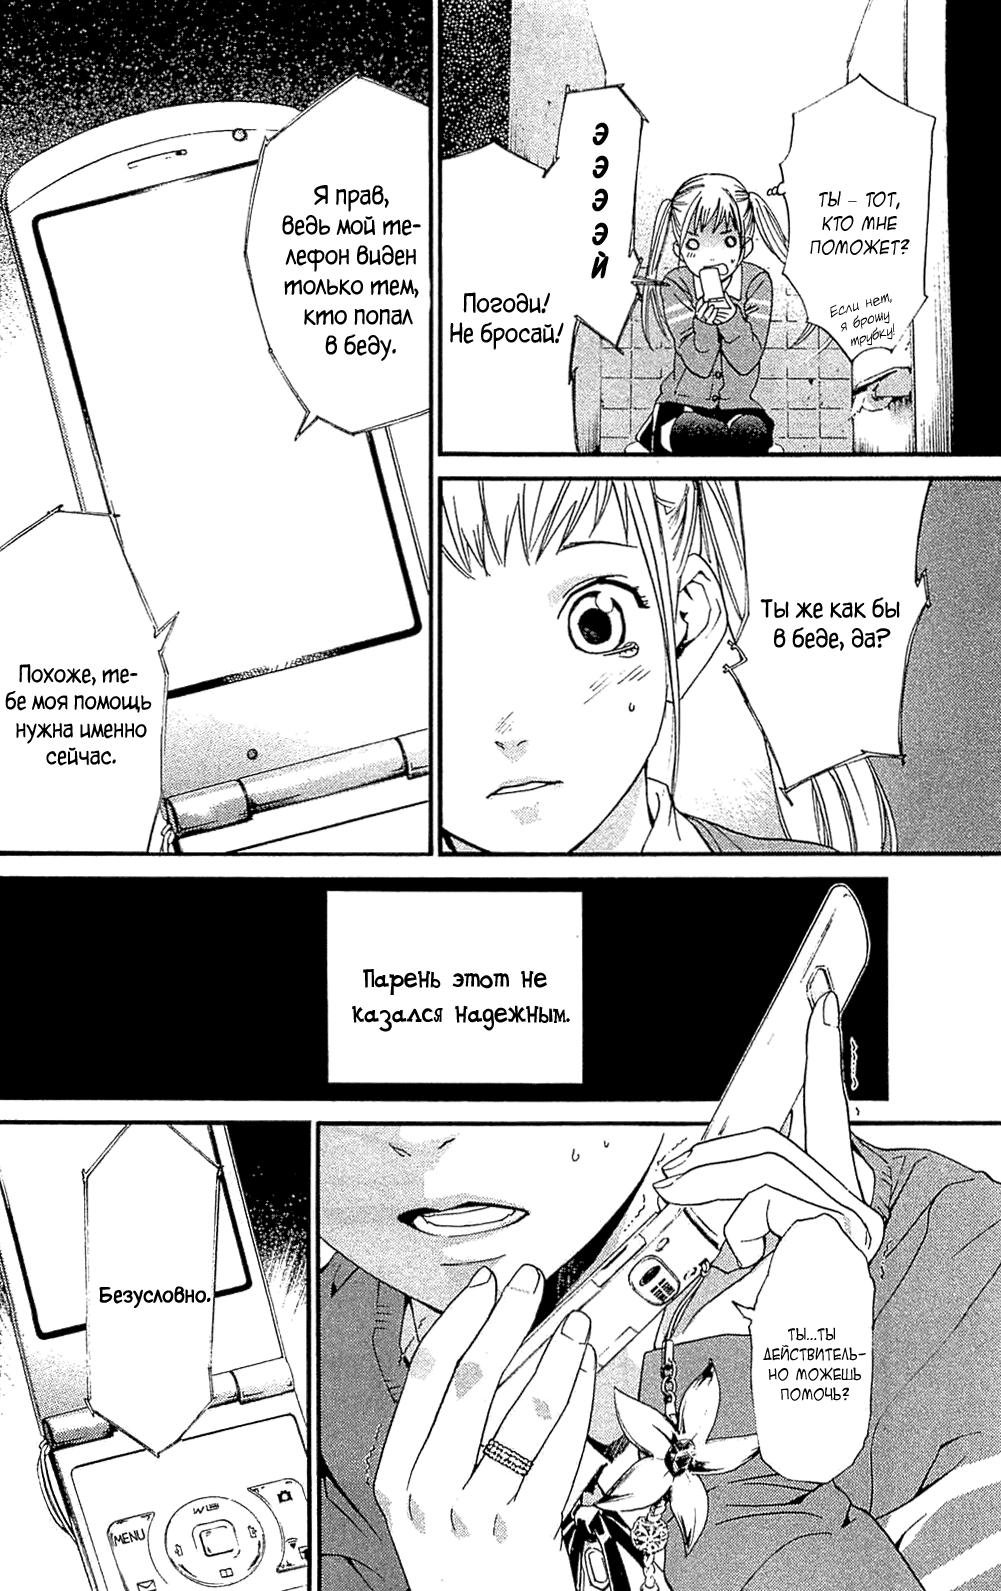 ТЫ – ТОТ,
КТО МНЕ
ПОМОЖЕТ?
Если нет,
я брошу
трубку!
Э
Э
Э
Э
Й
Погоди!
Не бросай!
Я прав,
ведь мой те-
лефон виден
только тем,
кто попал
в беду.
Ты же как бы
в беде, да?
Похоже, те-
бе моя помощь
нужна именно
сейчас.
Парень этот не
казался надежным.
ТЫ...ТЫ
ДЕЙСТВИТЕЛЬ-
НО МОЖЕШЬ
ПОМОЧЬ?
Безусловно.
MENU